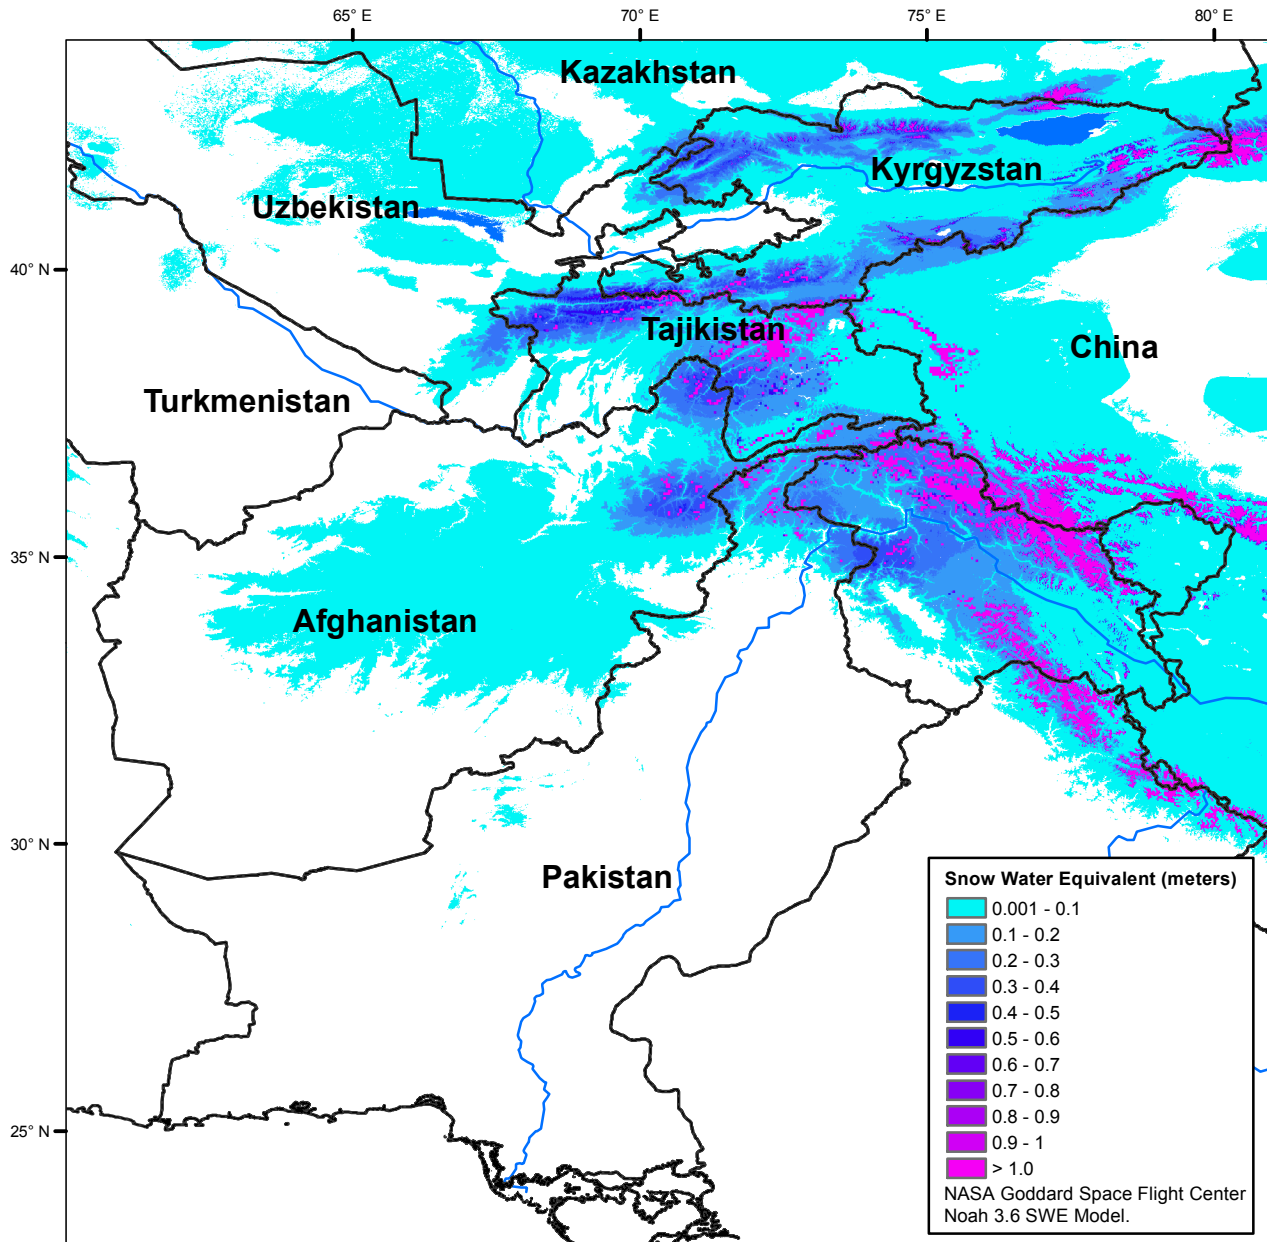 65° E
70° E
75° E
80° E
Kazakhstan
Kyrgyzstan
Uzbekistan
40° N
Tajikistan
China
Turkmenistan
35° N
Afghanistan
30° N
Pakistan
25° N
Snow Water Equivalent (meters)
0.001 - 0.1
0.1 - 0.2
0.2 - 0.3
0.3 - 0.4
0.4 - 0.5
0.5 - 0.6
0.6 - 0.7
0.7 - 0.8
0.8 - 0.9
0.9 - 1
> 1.0
NASA Goddard Space Flight Center
Noah 3.6 SWE Model.